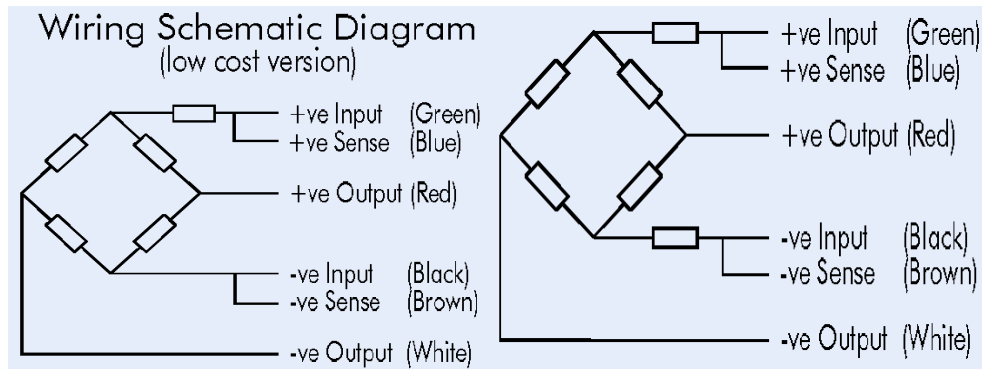 Wiring Schematic Diagram
(low cost version)
+ve Input (Green)
+ve Sense (Blue)
+ve Output (Red)
-ve Input (Black)
-ve Sense (Brown)
-ve Output (White)
+ve Input (Green)
+ve Sense (Blue)
+ve Output (Red)
-ve Input (Black)
-ve Sense (Brown)
-ve Output (White)